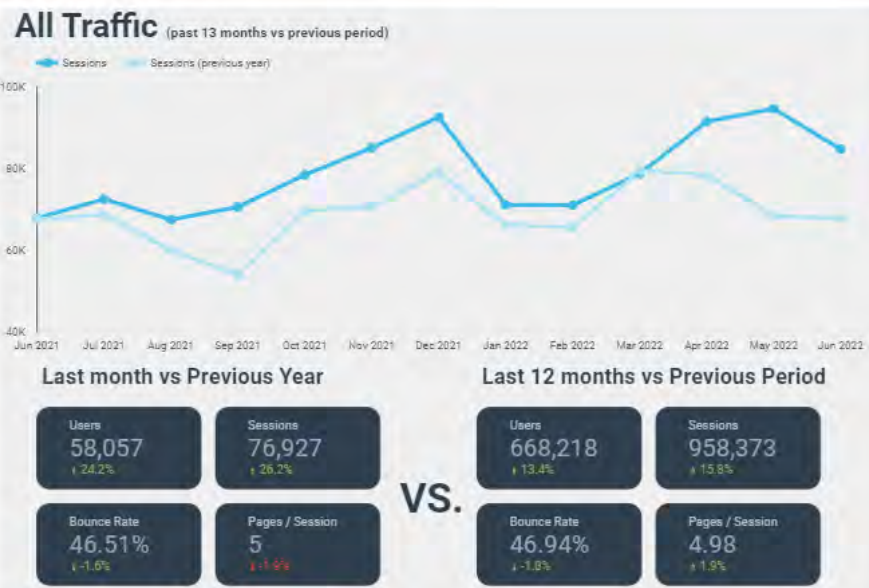 All Traffic (past 13 months vs previous period)
Sessions Sessions (previous year)
100K
80K
60K
40K
Jun 2021 Jul 2021 Aug 2021 Sep 2021 Oct 2021 Nov 2021 Dec 2021 Jan 2022 Feb 2022 Mar 2022 Apr 2022 May 2022 Jun 2022
Last month vs Previous Year
Users
58,057
24.2%
Sessions
76,927
26.2%
Bounce Rate
46.51%
-1.6%
Pages / Session
5
-1.9%
VS.
Last 12 months vs Previous Period
Users
668,218
13.4%
Sessions
958,373
15.8%
Bounce Rate
46.94%
-1.8%
Pages / Session
4.98
1.9%